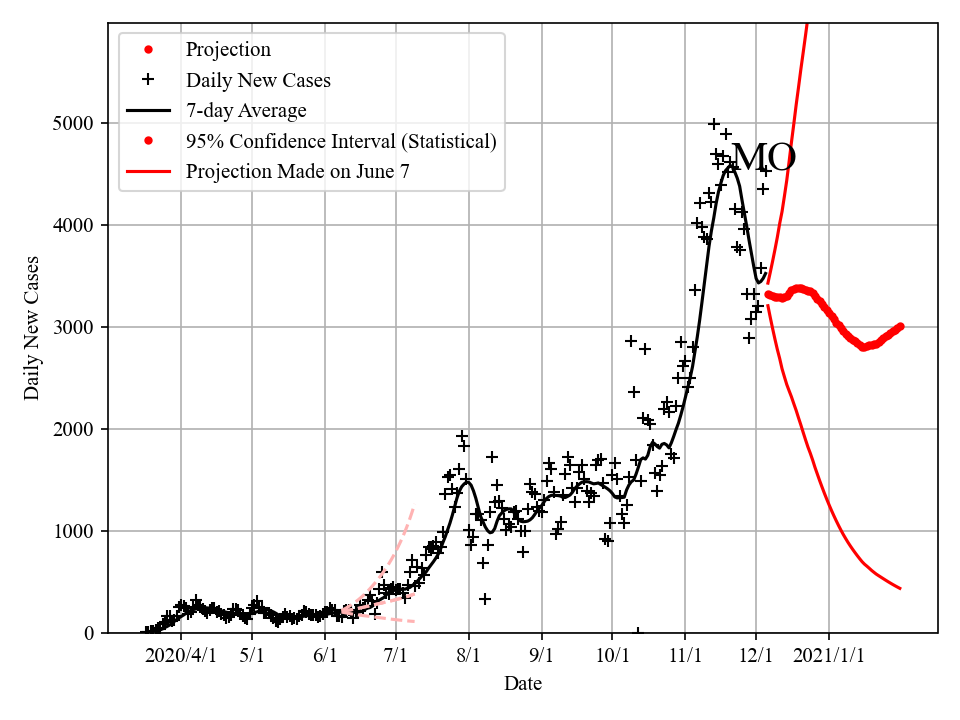 Projection
Daily New Cases
7-day Average
95% Confidence Interval (Statistical)
Projection Made on June 7
MO
Daily New Cases
5000
4000
3000
2000
1000
0
2020/4/1 5/1 6/1 7/1 8/1 9/1 10/1 11/1 12/1 2021/1/1
Date